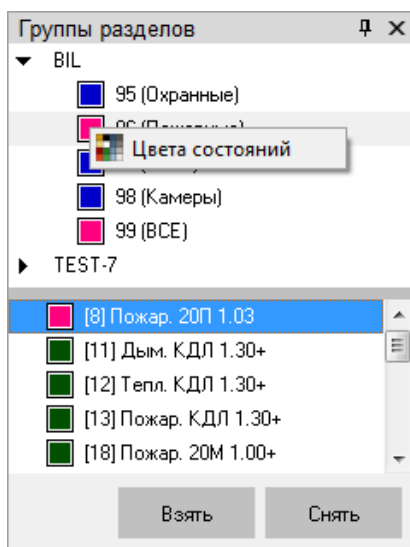 Группы разделов
BIL
95 (Охранные)
Цвета состояний
98 (Камеры)
99 (ВСЕ)
TEST-7
[8] Пожар. 20П 1.03
[11] Дым. КДЛ 1.30+
[12] Тепл. КДЛ 1.30+
[13] Пожар. КДЛ 1.30+
[18] Пожар. 20М 1.00+
Взять Снять